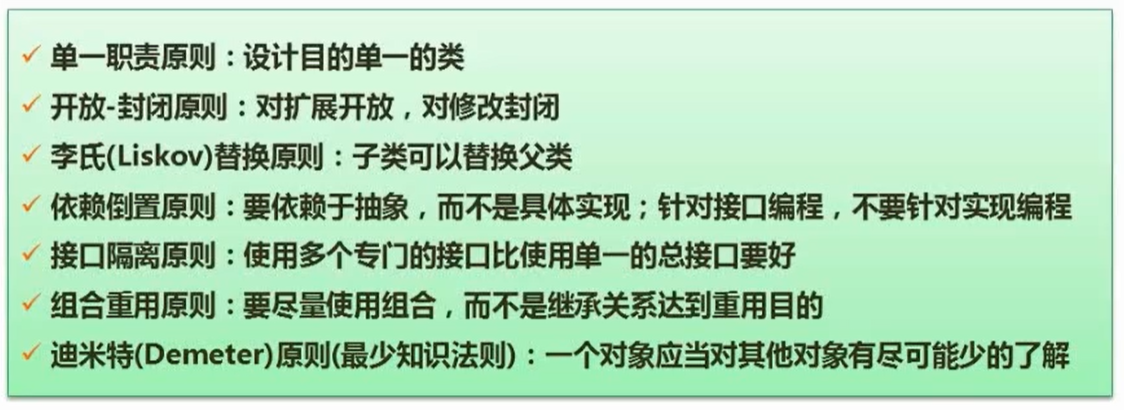 ✓ 单一职责原则：设计目的单一的类
✓ 开放-封闭原则：对扩展开放，对修改封闭
✓ 李氏(Liskov)替换原则：子类可以替换父类
✓ 依赖倒置原则：要依赖于抽象，而不是具体实现；针对接口编程，不要针对实现编程
✓ 接口隔离原则：使用多个专门的接口比使用单一的总接口要好
✓ 组合重用原则：要尽量使用组合，而不是继承关系达到重用目的
✓ 迪米特(Demeter)原则(最少知识法则)：一个对象应当对其他对象有尽可能少的了解